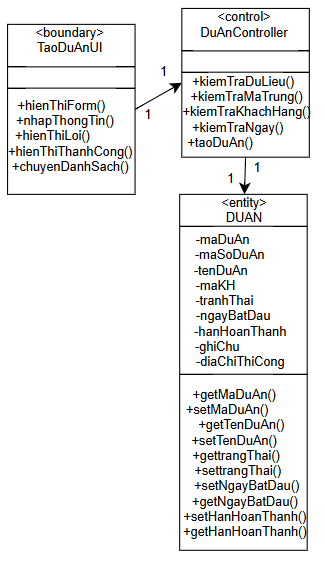 <boundary>
TaoDuAnUI
+hienThiForm()
+nhapThongTin()
+hienThiLoi()
+hienThiThanhCong()
+chuyenDanhSach()
1
1
<control>
DuAnController
+kiemTraDuLieu()
+kiemTraMaTrung()
+kiemTraKhachHang()
+kiemTraNgay()
+taoDuAn()
1
1
<entity>
DUAN
-maDuAn
-maSoDuAn
-tenDuAn
-maKH
-tranhThai
-ngayBatDau
-hanHoanThanh
-ghiChu
-diaChiThiCong
+getMaDuAn()
+setMaDuAn()
+getTenDuAn()
+setTenDuAn()
+gettrangThai()
+settrangThai()
+setNgayBatDau()
+getNgayBatDau()
+setHanHoanThanh()
+getHanHoanThanh()